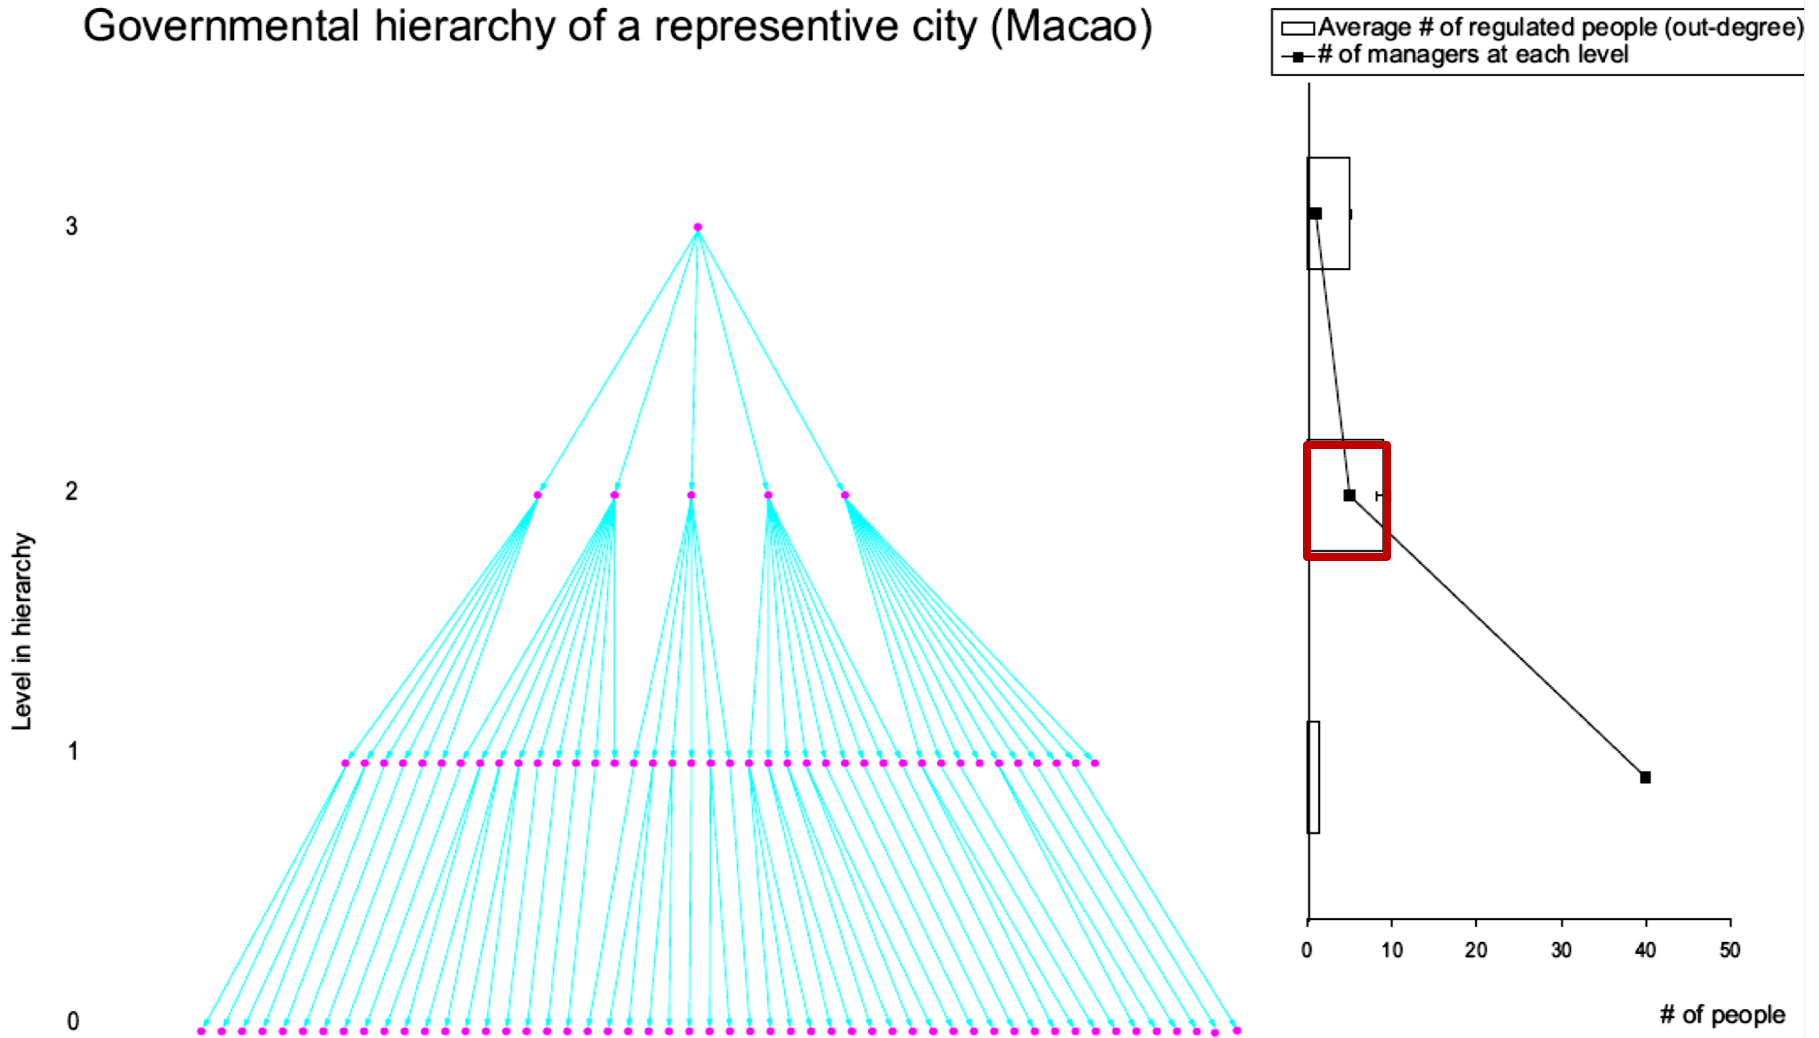 Governmental hierarchy of a representive city (Macao)
Average # of regulated people (out-degree)
# of managers at each level
3
2
1
0
Level in hierarchy
0 10 20 30 40 50
# of people